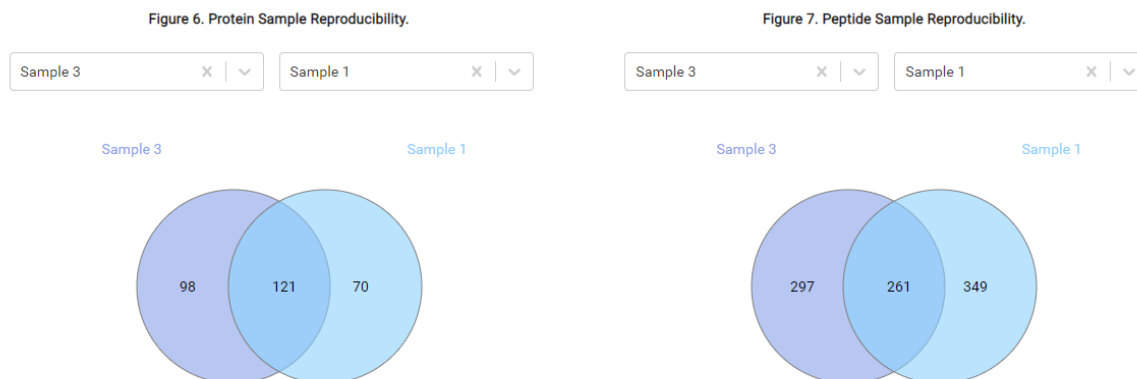 Figure 6. Protein Sample Reproducibility.
Sample 3
Sample 1
Sample 3
Sample 1
98
121
70
Figure 7. Peptide Sample Reproducibility.
Sample 3
Sample 1
Sample 3
Sample 1
297
261
349